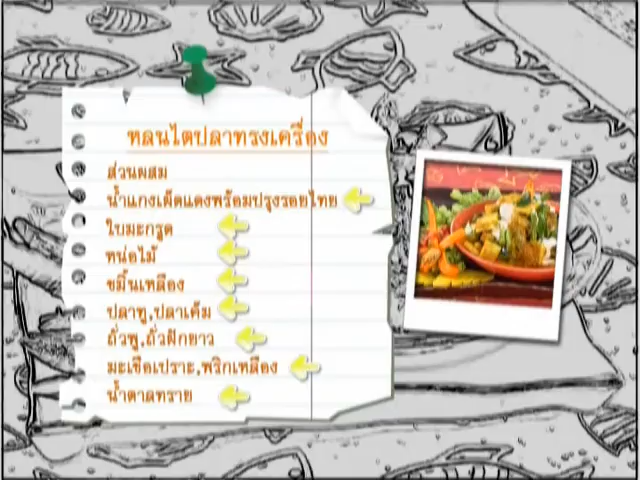 หลนไตปลาทรงเครื่อง
ส่วนผสม
น้ำแกงเผ็ดแดงพร้อมปรุงรอยไทย
ใบมะกรูด
หน่อไม้
ขมิ้นเหลือง
ปลาทู,ปลาเค็ม
ถั่วพู,ถั่วฝักยาว
มะเขือเปราะ,พริกเหลือง
น้ำตาลทราย